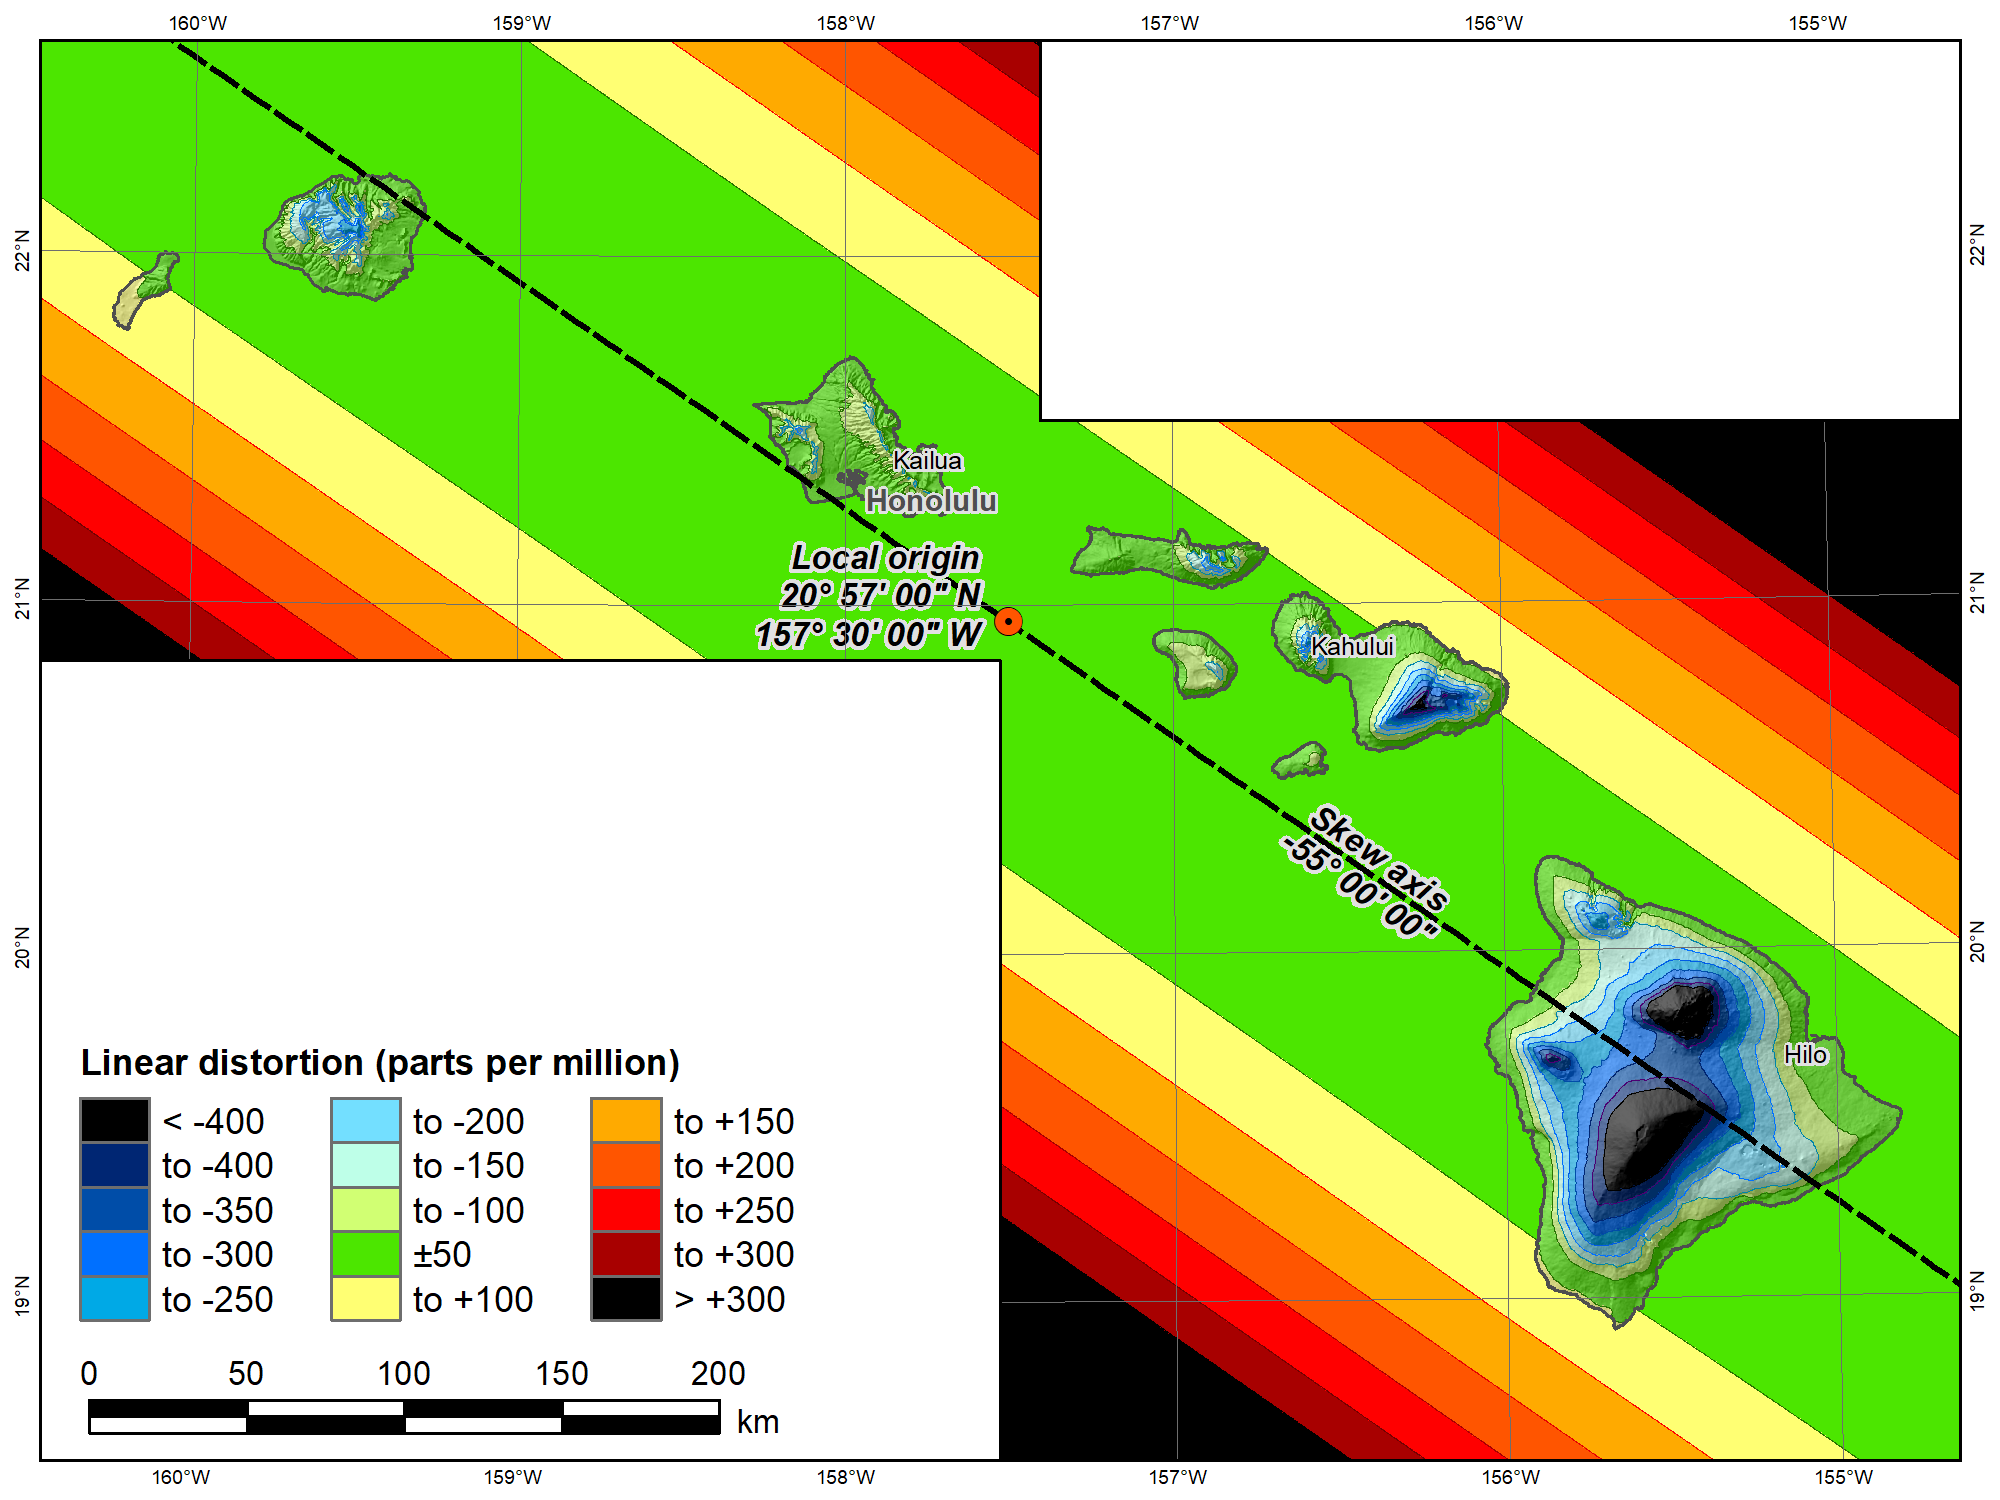 160°W
159°W
158°W
157°W
156°W
155°W
22°N
22°N
Kailua
Honolulu
Local origin
20° 57' 00" N
157° 30' 00" W
21°N
21°N
Kahului
Skew axis
-55° 00' 00"
20°N
20°N
Hilo
19°N
19°N
Linear distortion (parts per million)
< -400
to -400
to -350
to -300
to -250
to -200
to -150
to -100
±50
to +100
to +150
to +200
to +250
to +300
> +300
0 50 100 150 200
km
160°W
159°W
158°W
157°W
156°W
155°W